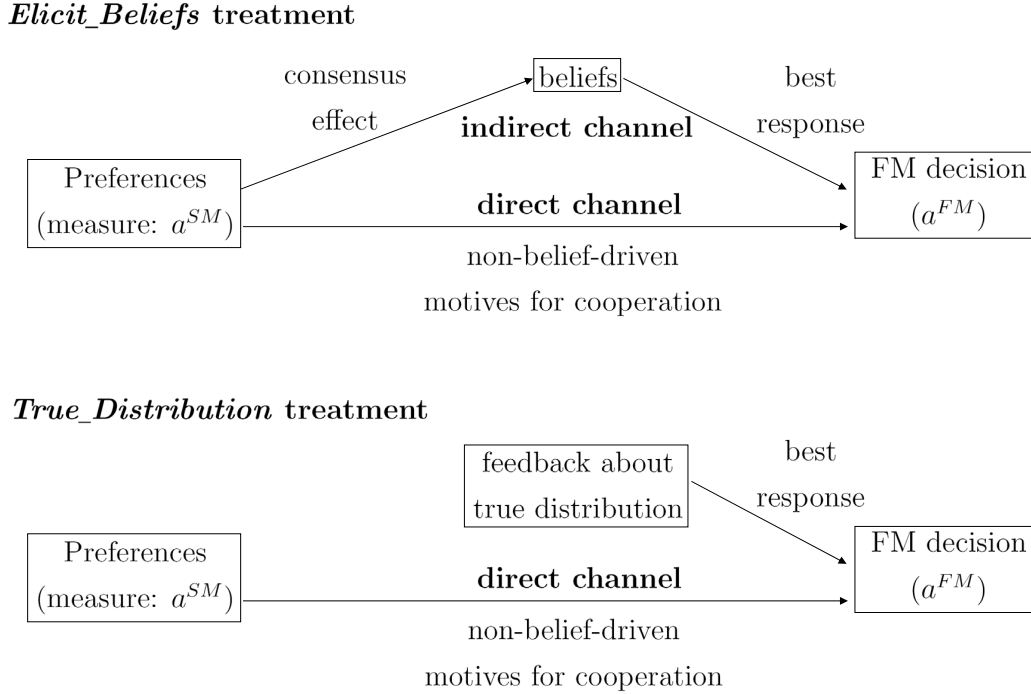 Elicit_Beliefs treatment
consensus
effect
beliefs
best
response
indirect channel
Preferences
(measure: a^{SM})
direct channel
non-belief-driven
motives for cooperation
FM decision
(a^{FM})
True_Distribution treatment
feedback about
true distribution
best
response
Preferences
(measure: a^{SM})
direct channel
non-belief-driven
motives for cooperation
FM decision
(a^{FM})